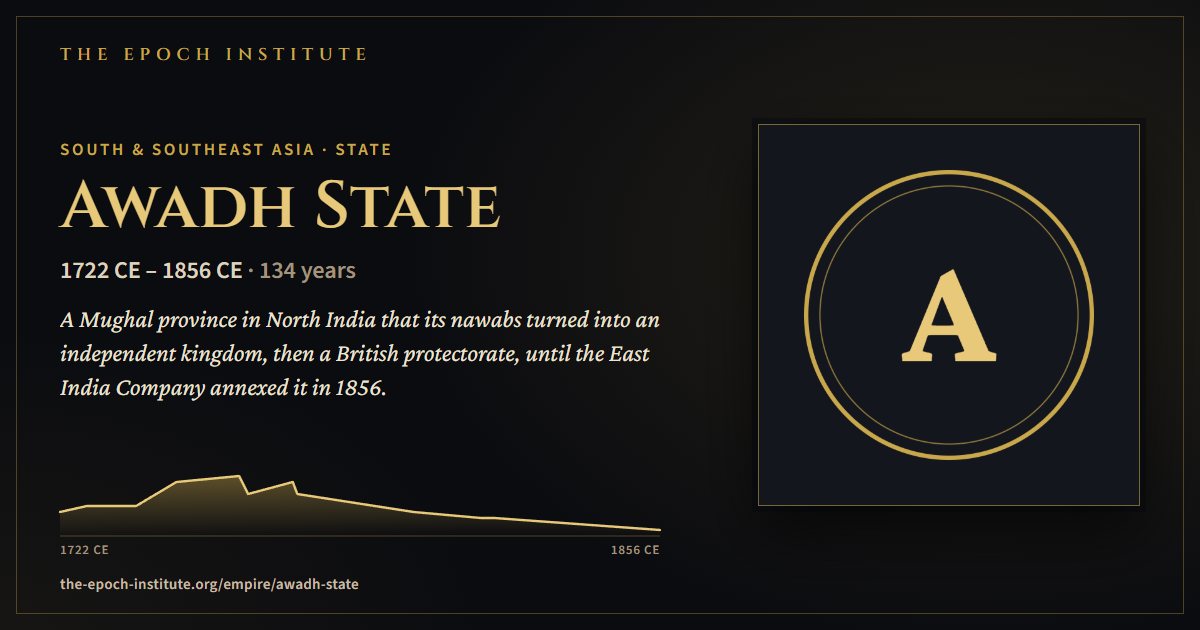 THE EPOCH INSTITUTE
SOUTH & SOUTHEAST ASIA · STATE
AWADH STATE
1722 CE – 1856 CE · 134 years
A Mughal province in North India that its nawabs turned into an
independent kingdom, then a British protectorate, until the East
India Company annexed it in 1856.
A
1722 CE
1856 CE
the-epoch-institute.org/empire/awadh-state